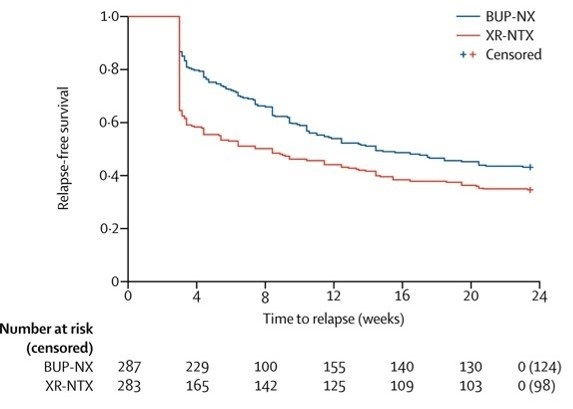 BUP-NX
XR-NTX
++ Censored
Relapse-free survival
1·0
0·8
0·6
0·4
0·2
0
0 4 8 12 16 20 24
Time to relapse (weeks)
Number at risk
(censored)
BUP-NX 287 229 100 155 140 130 0 (124)
XR-NTX 283 165 142 125 109 103 0 (98)